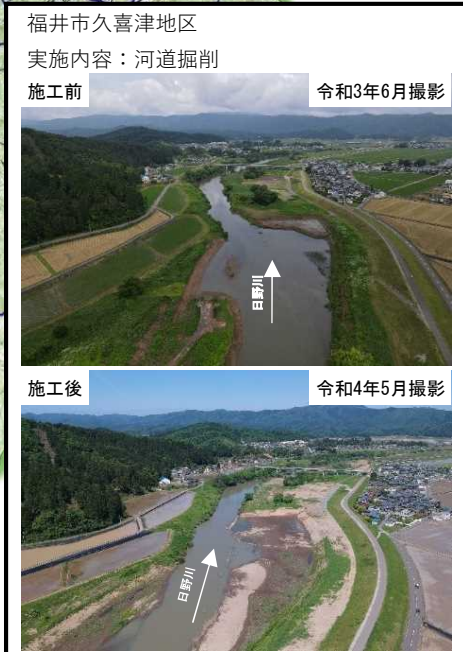 福井市久喜津地区
実施内容：河道掘削
施工前
令和3年6月撮影
日野川
施工後
令和4年5月撮影
日野川